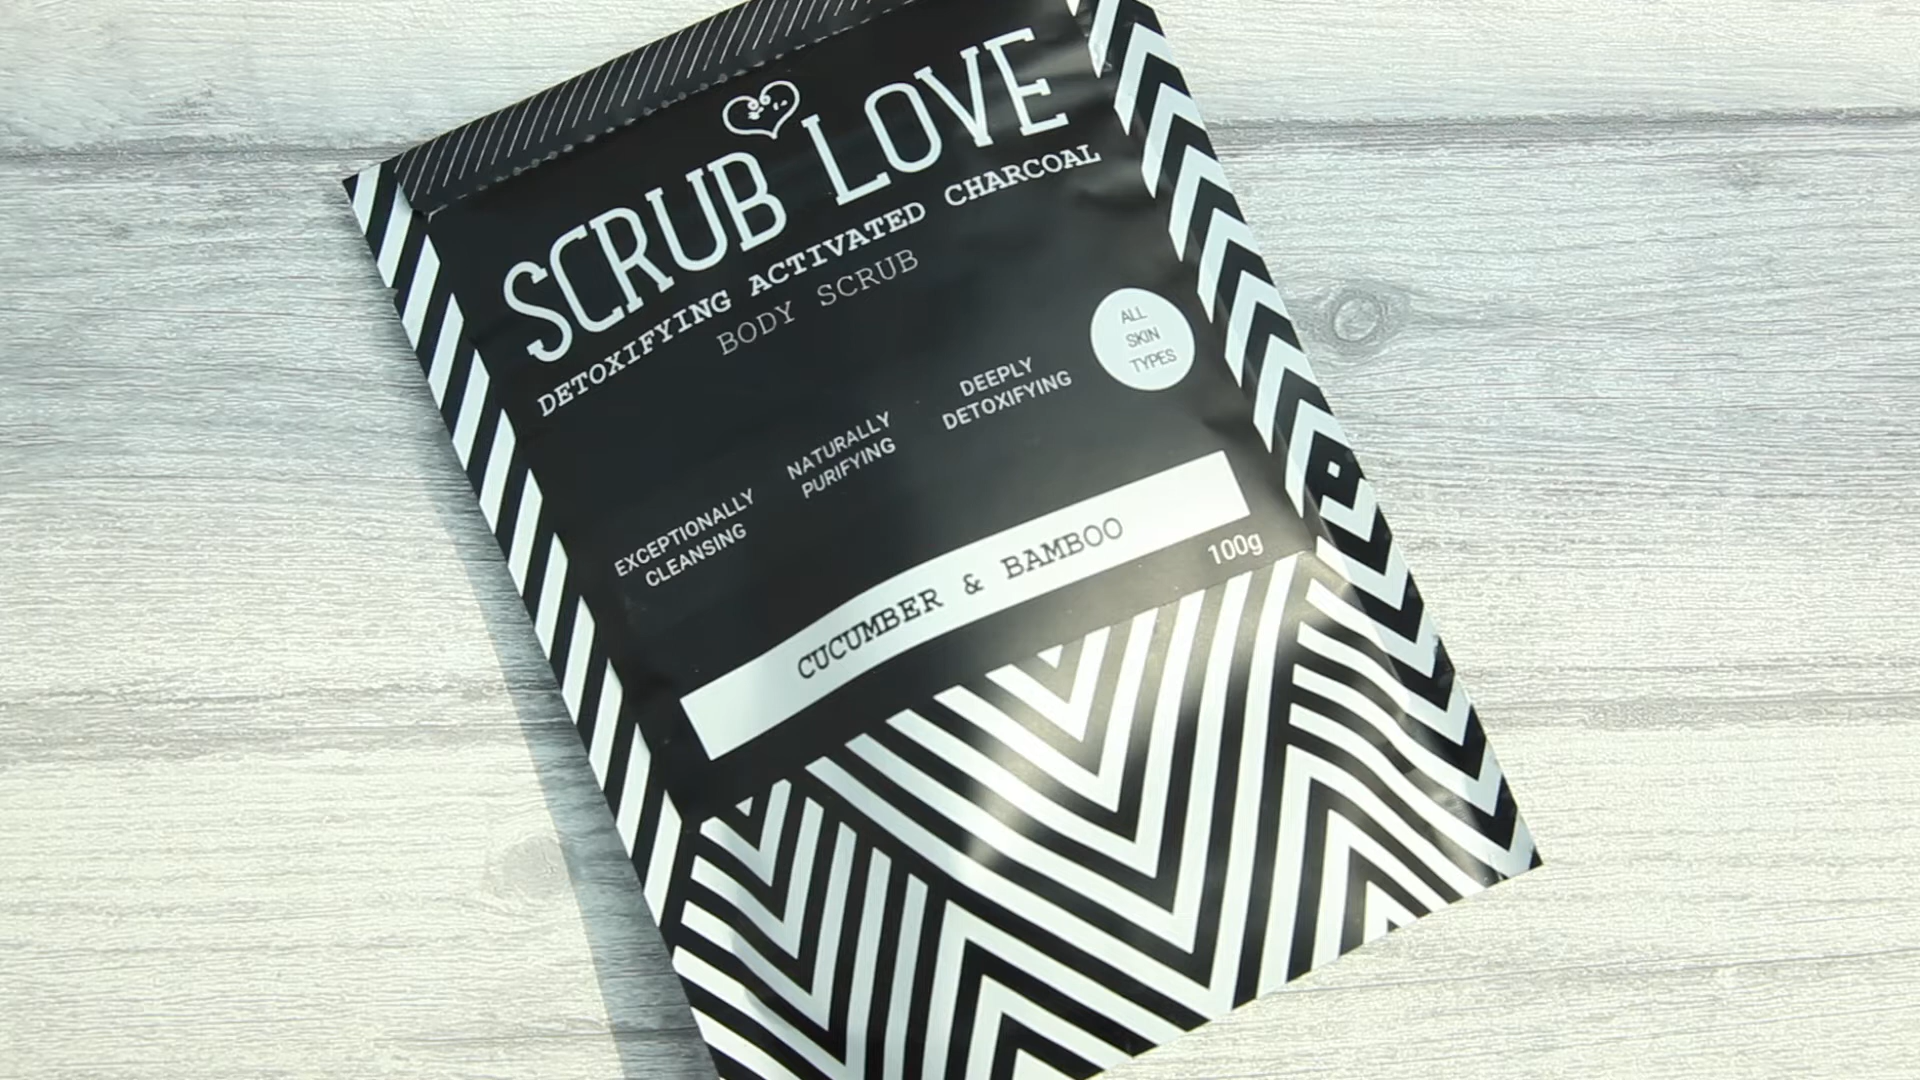 SCRUB LOVE
DETOXIFYING ACTIVATED CHARCOAL
BODY SCRUB
ALL
SKIN
TYPES
EXCEPTIONALLY
CLEANSING
NATURALLY
PURIFYING
DEEPLY
DETOXIFYING
CUCUMBER & BAMBOO
100g